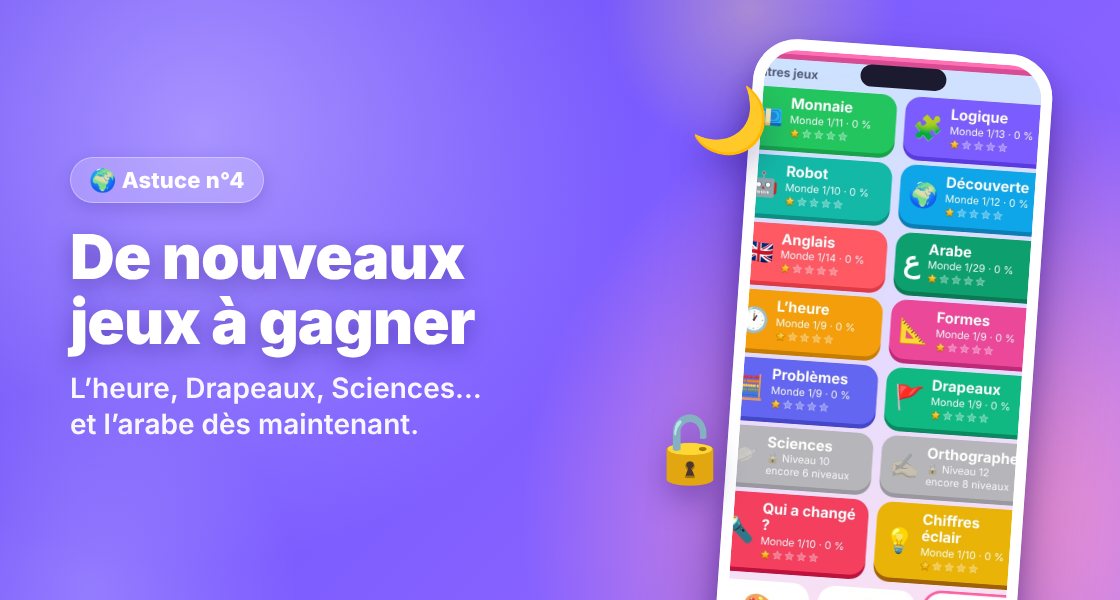 Astuce n°4
De nouveaux
jeux à gagner
L’heure, Drapeaux, Sciences…
et l’arabe dès maintenant.
tres jeux
Monnaie
Monde 1/11 · 0 %
Logique
Monde 1/13 · 0 %
Robot
Monde 1/10 · 0 %
Découverte
Monde 1/12 · 0 %
Anglais
Monde 1/14 · 0 %
ع
Arabe
Monde 1/29 · 0 %
L’heure
Monde 1/9 · 0 %
Formes
Monde 1/9 · 0 %
Problèmes
Monde 1/9 · 0 %
Drapeaux
Monde 1/9 · 0 %
Sciences
Niveau 10
encore 6 niveaux
Orthographe
Niveau 12
encore 8 niveaux
Qui a changé
?
Monde 1/10 · 0 %
Chiffres
éclair
Monde 1/10 · 0 %